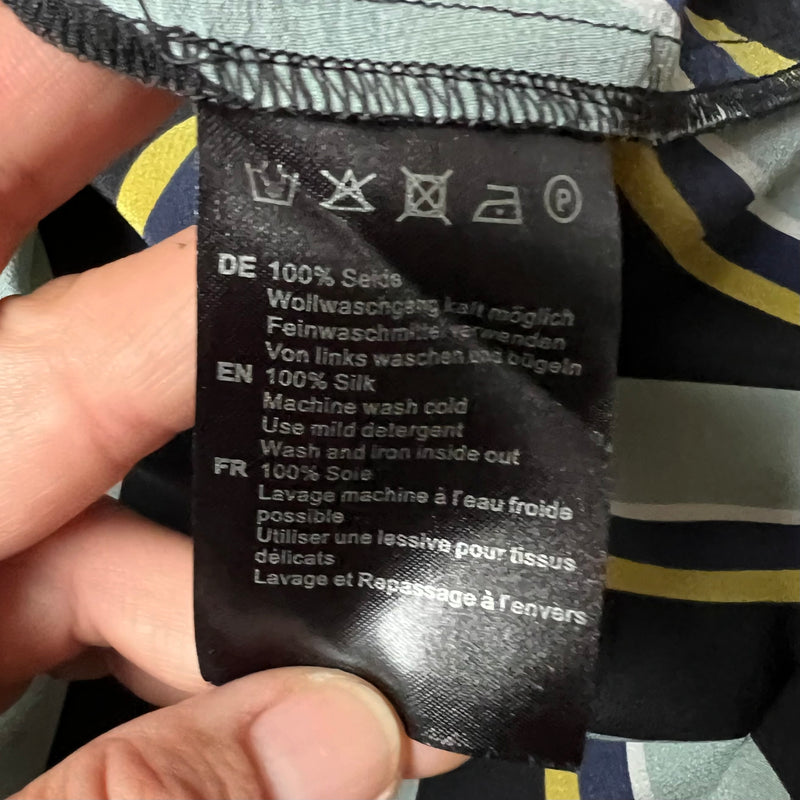 P
DE 100% Seide
Wollwaschgang kalt möglich
Feinwaschmittel verwenden
Von links waschen und bügeln
EN 100% Silk
Machine wash cold
Use mild detergent
Wash and iron inside out
FR 100% Soie
Lavage machine à l'eau froide
possible
Utiliser une lessive pour tissus
délicats
Lavage et Repassage à l'envers